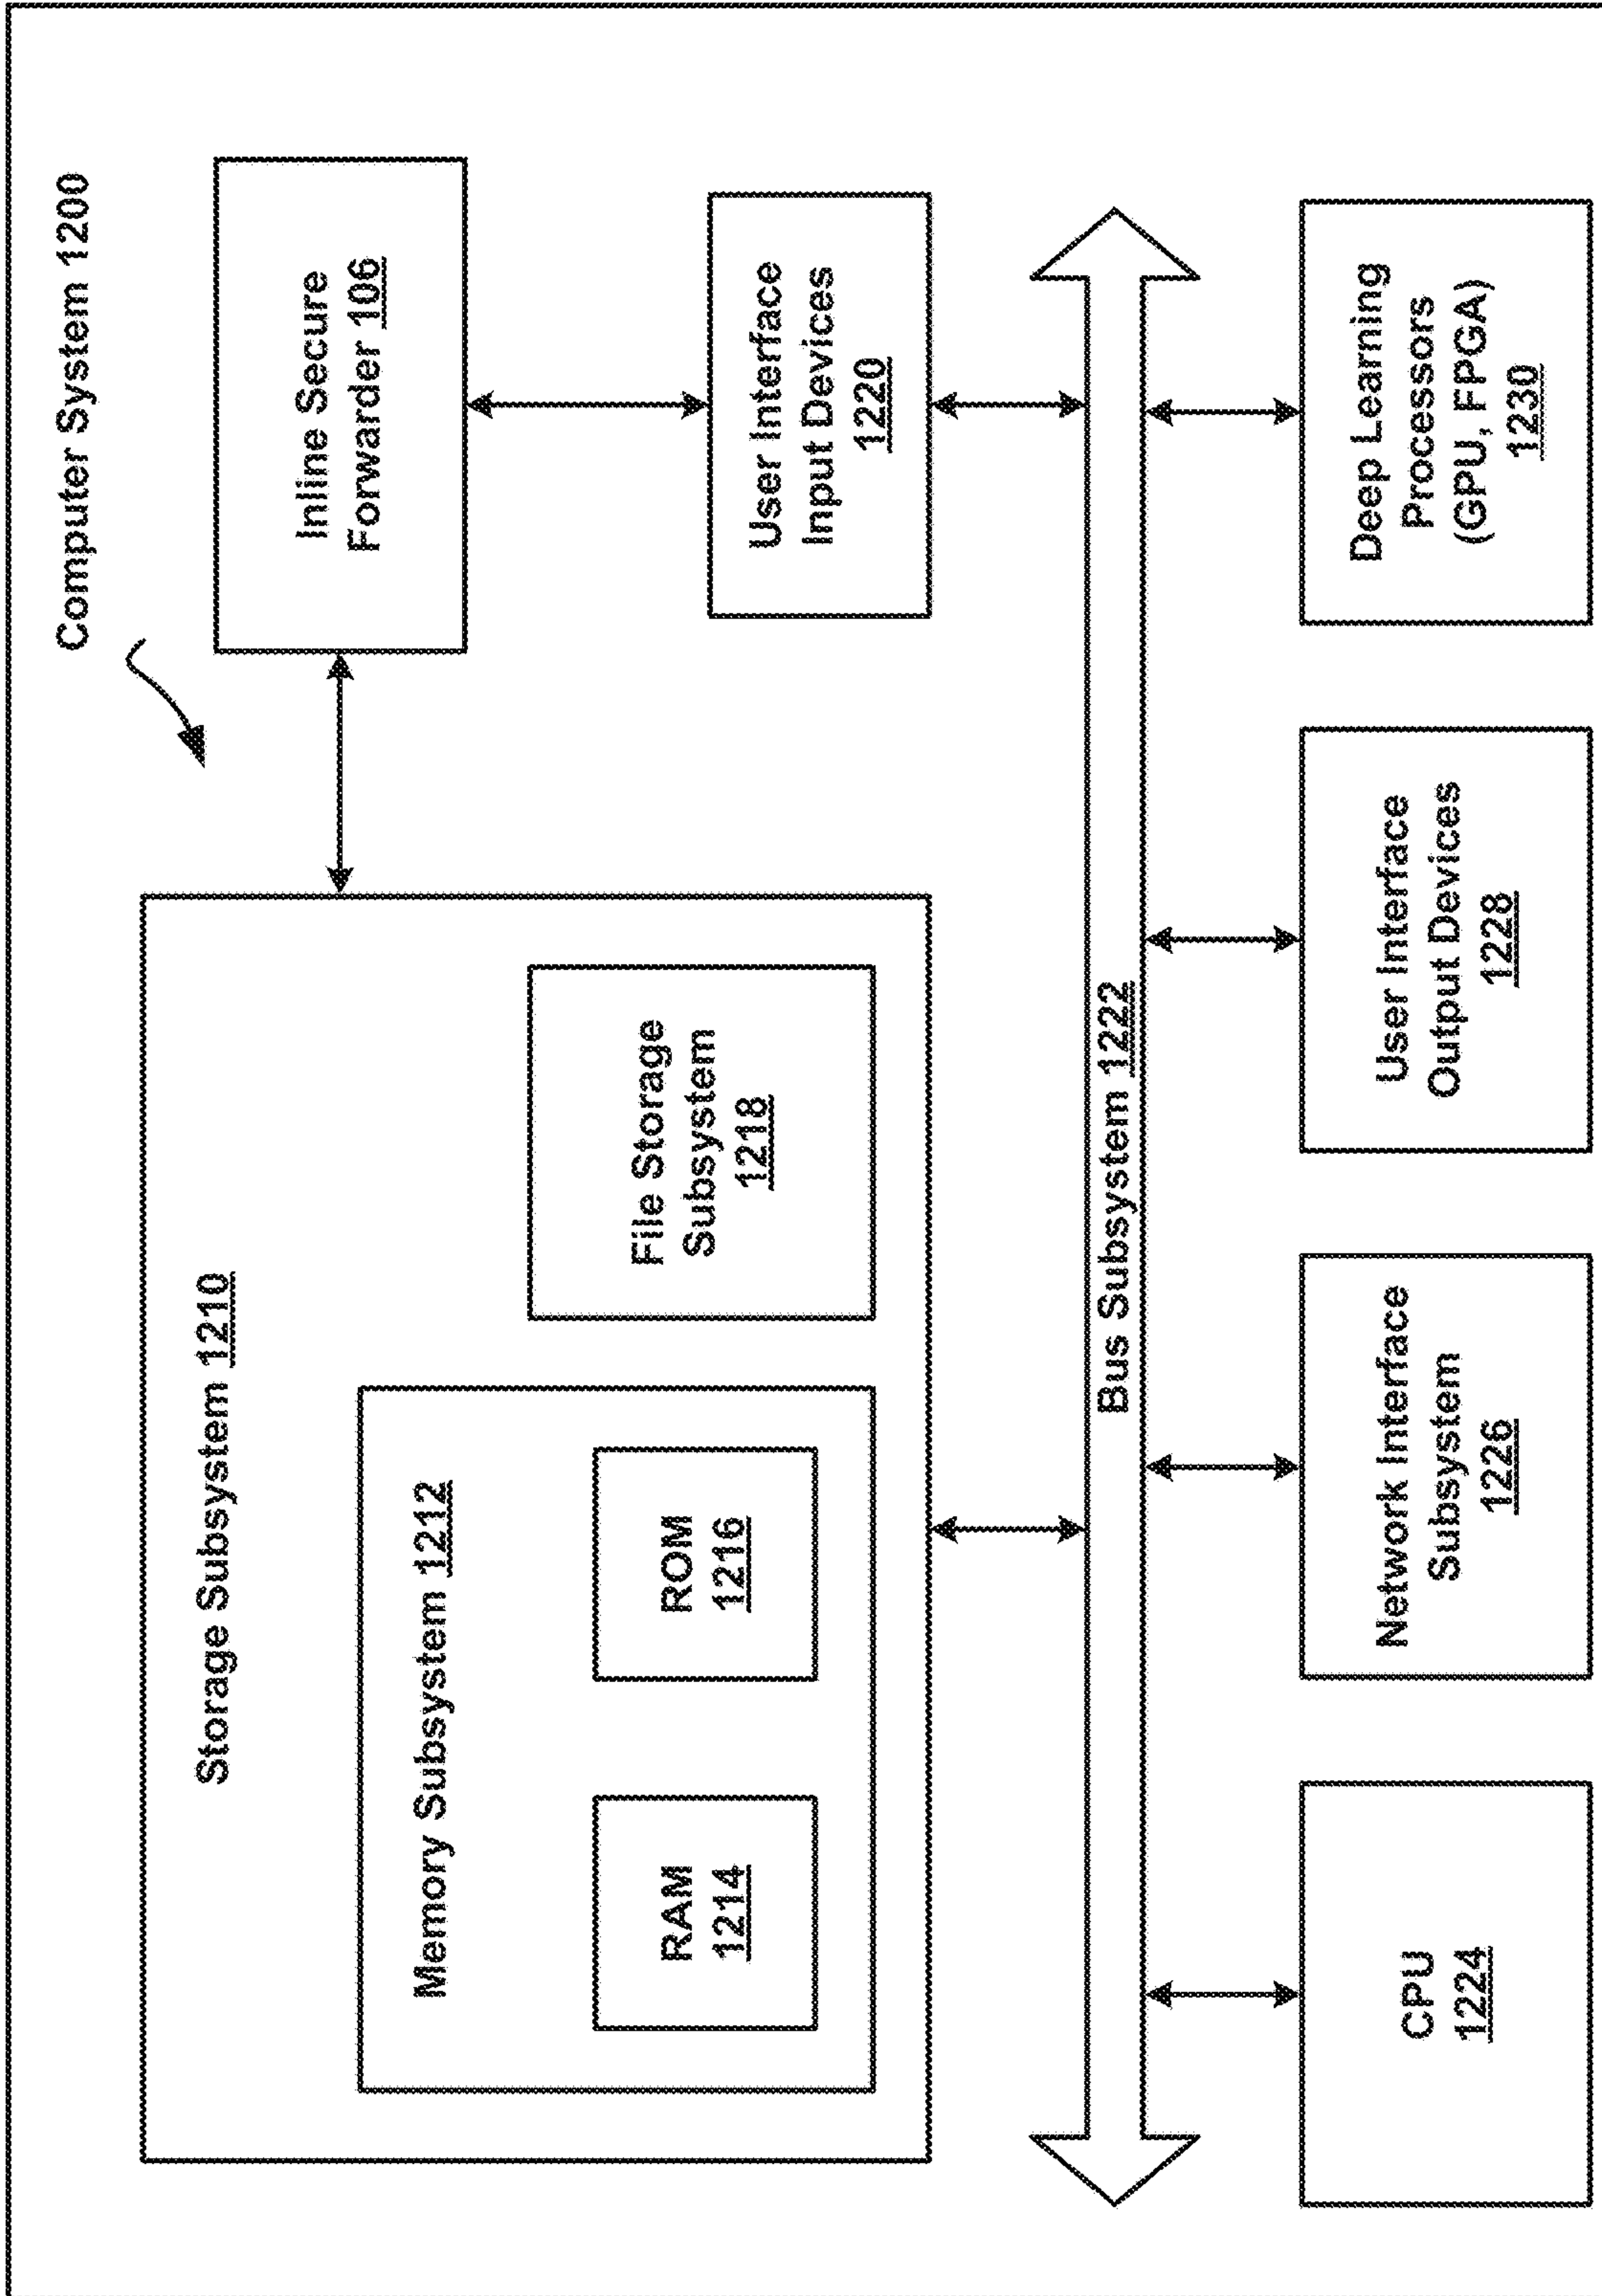 Computer System 1200
Storage Subsystem 1210
Memory Subsystem 1212
RAM
1214
ROM
1216
File Storage
Subsystem
1218
Inline Secure
Forwarder 106
User Interface
Input Devices
1220
Bus Subsystem 1222
CPU
1224
Network Interface
Subsystem
1226
User Interface
Output Devices
1228
Deep Learning
Processors
(GPU, FPGA)
1230